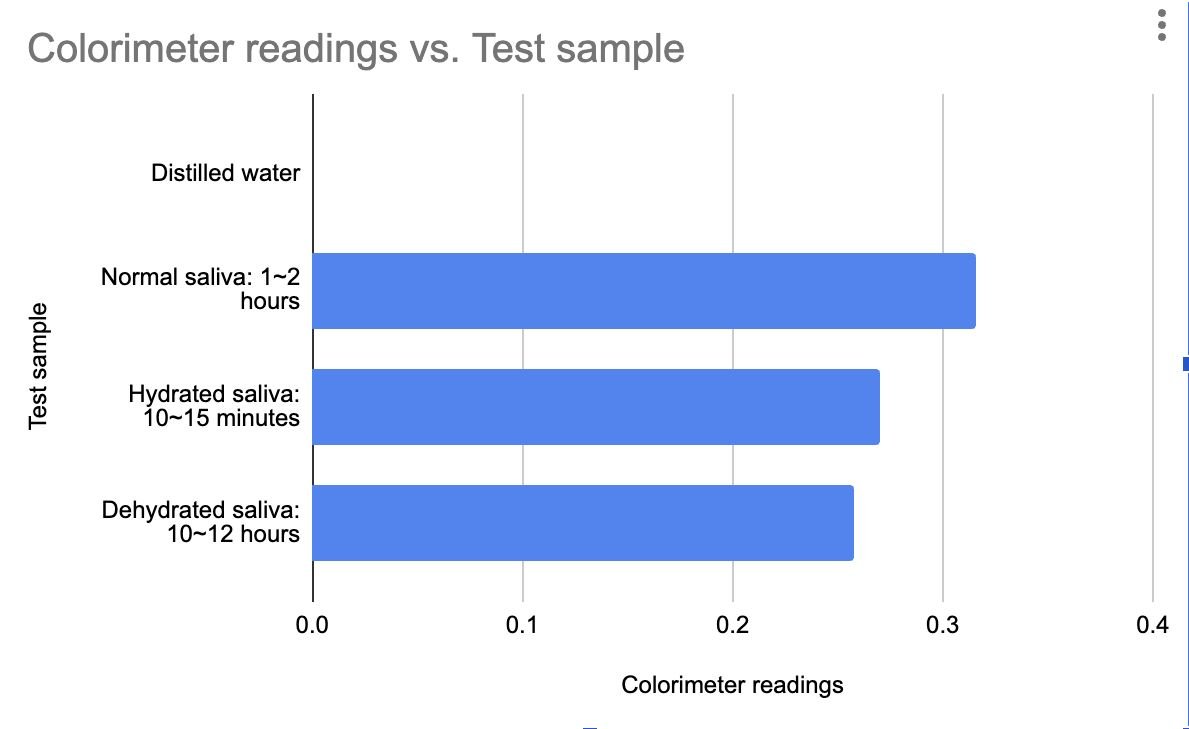 Colorimeter readings vs. Test sample
Test sample
Distilled water
Normal saliva: 1~2
hours
Hydrated saliva:
10~15 minutes
Dehydrated saliva:
10~12 hours
0.0
0.1
0.2
0.3
0.4
Colorimeter readings